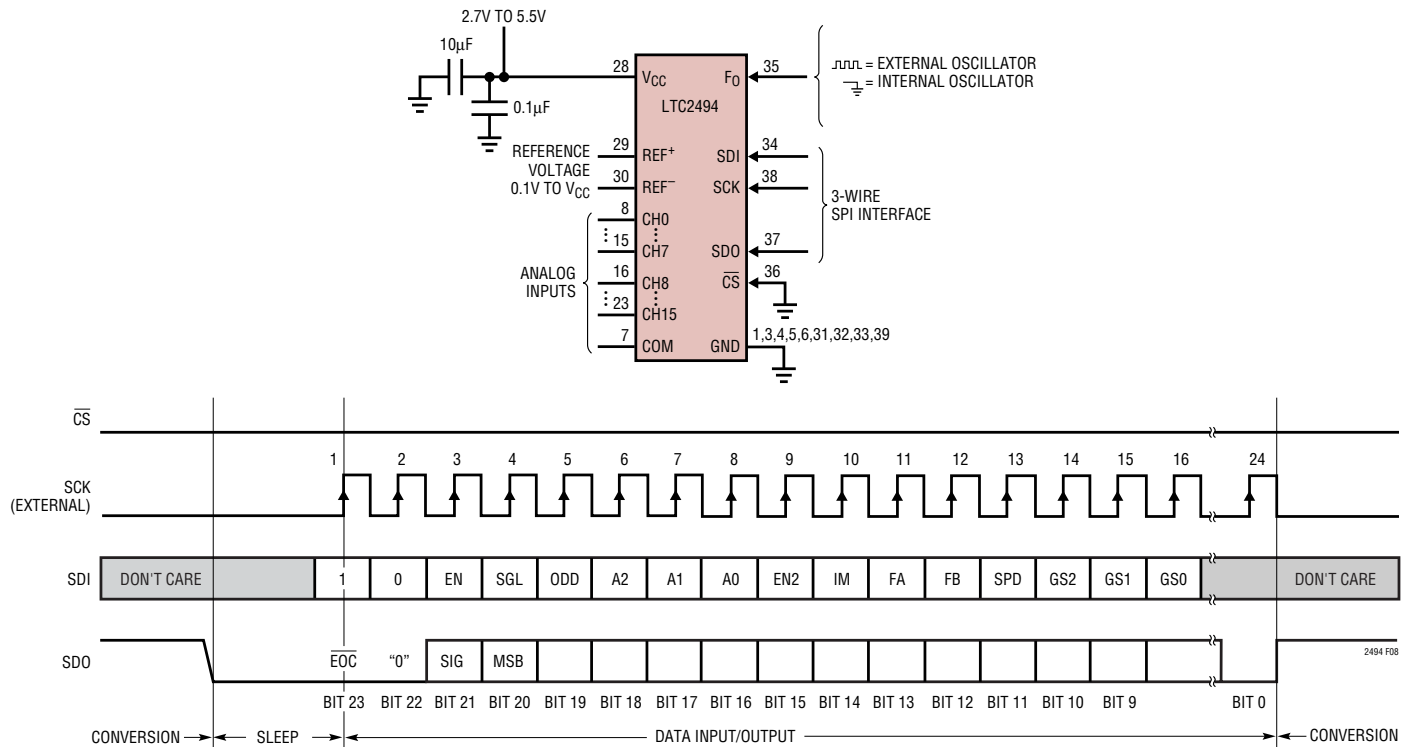 2.7V TO 5.5V
10µF
0.1µF
28
VCC
FO
35
LTC2494
= EXTERNAL OSCILLATOR
= INTERNAL OSCILLATOR
REFERENCE
VOLTAGE
0.1V TO VCC
29
REF+
30
REF–
SDI
34
SCK
38
3-WIRE
SPI INTERFACE
ANALOG
INPUTS
8
CH0
15
CH7
16
CH8
23
CH15
7
COM
SDO
37
CS
36
GND
1,3,4,5,6,31,32,33,39
CS
1 2 3 4 5 6 7 8 9 10 11 12 13 14 15 16 24
SCK
(EXTERNAL)
SDI DON'T CARE 1 0 EN SGL ODD A2 A1 A0 EN2 IM FA FB SPD GS2 GS1 GS0 DON'T CARE
SDO EOC “0” SIG MSB
2494 F08
BIT 23 BIT 22 BIT 21 BIT 20 BIT 19 BIT 18 BIT 17 BIT 16 BIT 15 BIT 14 BIT 13 BIT 12 BIT 11 BIT 10 BIT 9 BIT 0
CONVERSION SLEEP DATA INPUT/OUTPUT CONVERSION